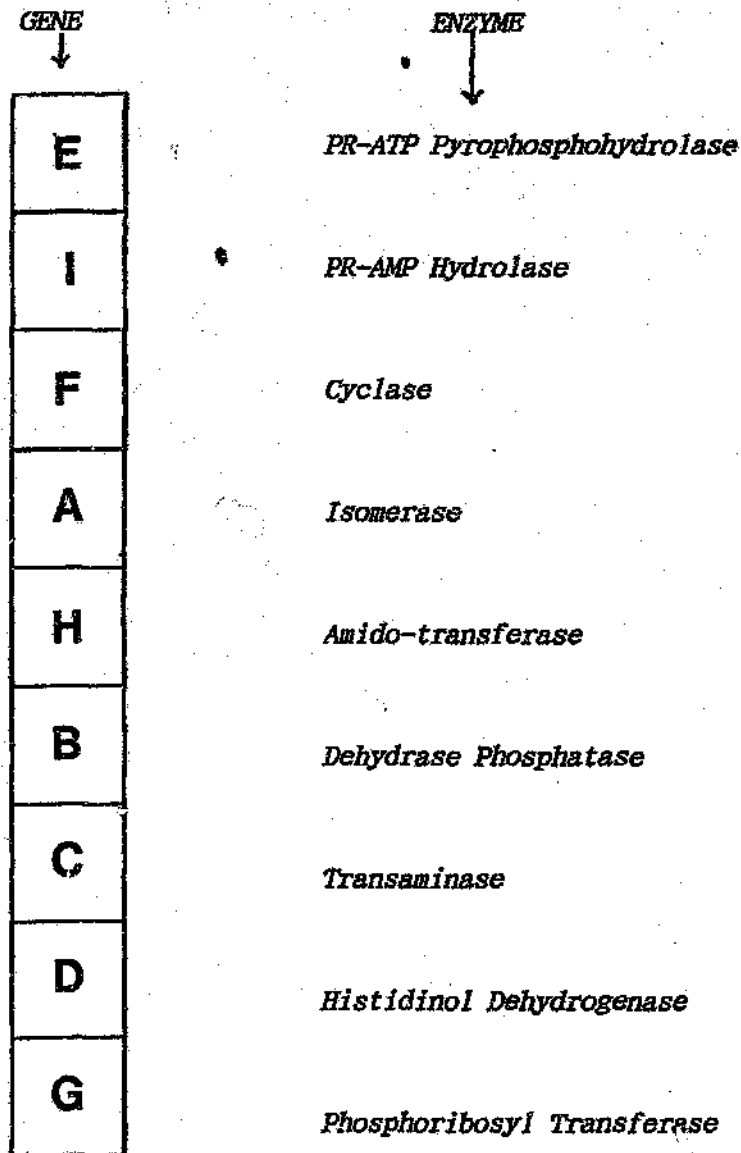 GENE ENZYME
E PR-ATP Pyrophosphohydrolase
I PR-AMP Hydrolase
F Cyclase
A Isomerase
H Amido-transferase
B Dehydrase Phosphatase
C Transaminase
D Histidinol Dehydrogenase
G Phosphoribosyl Transferase